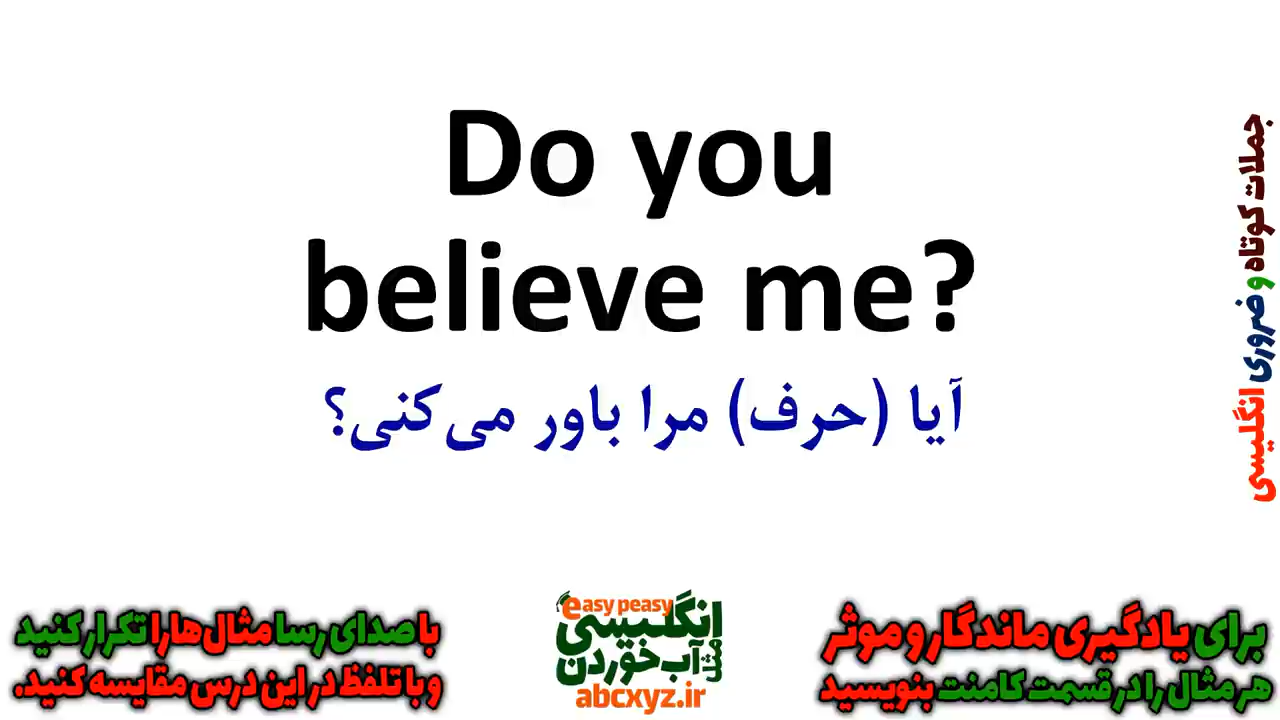 Do you
believe me?
آیا (حرف) مرا باور می‌کنی؟
جملات کوتاه و ضروری انگلیسی
برای یادگیری ماندگار و موثر
هر مثال را در قسمت کامنت بنویسید
easy peasy
انگلیسی
مثل آب خوردن
abcxyz.ir
با صدای رسا مثال‌ها را تکرار کنید
و با تلفظ در این درس مقایسه کنید.